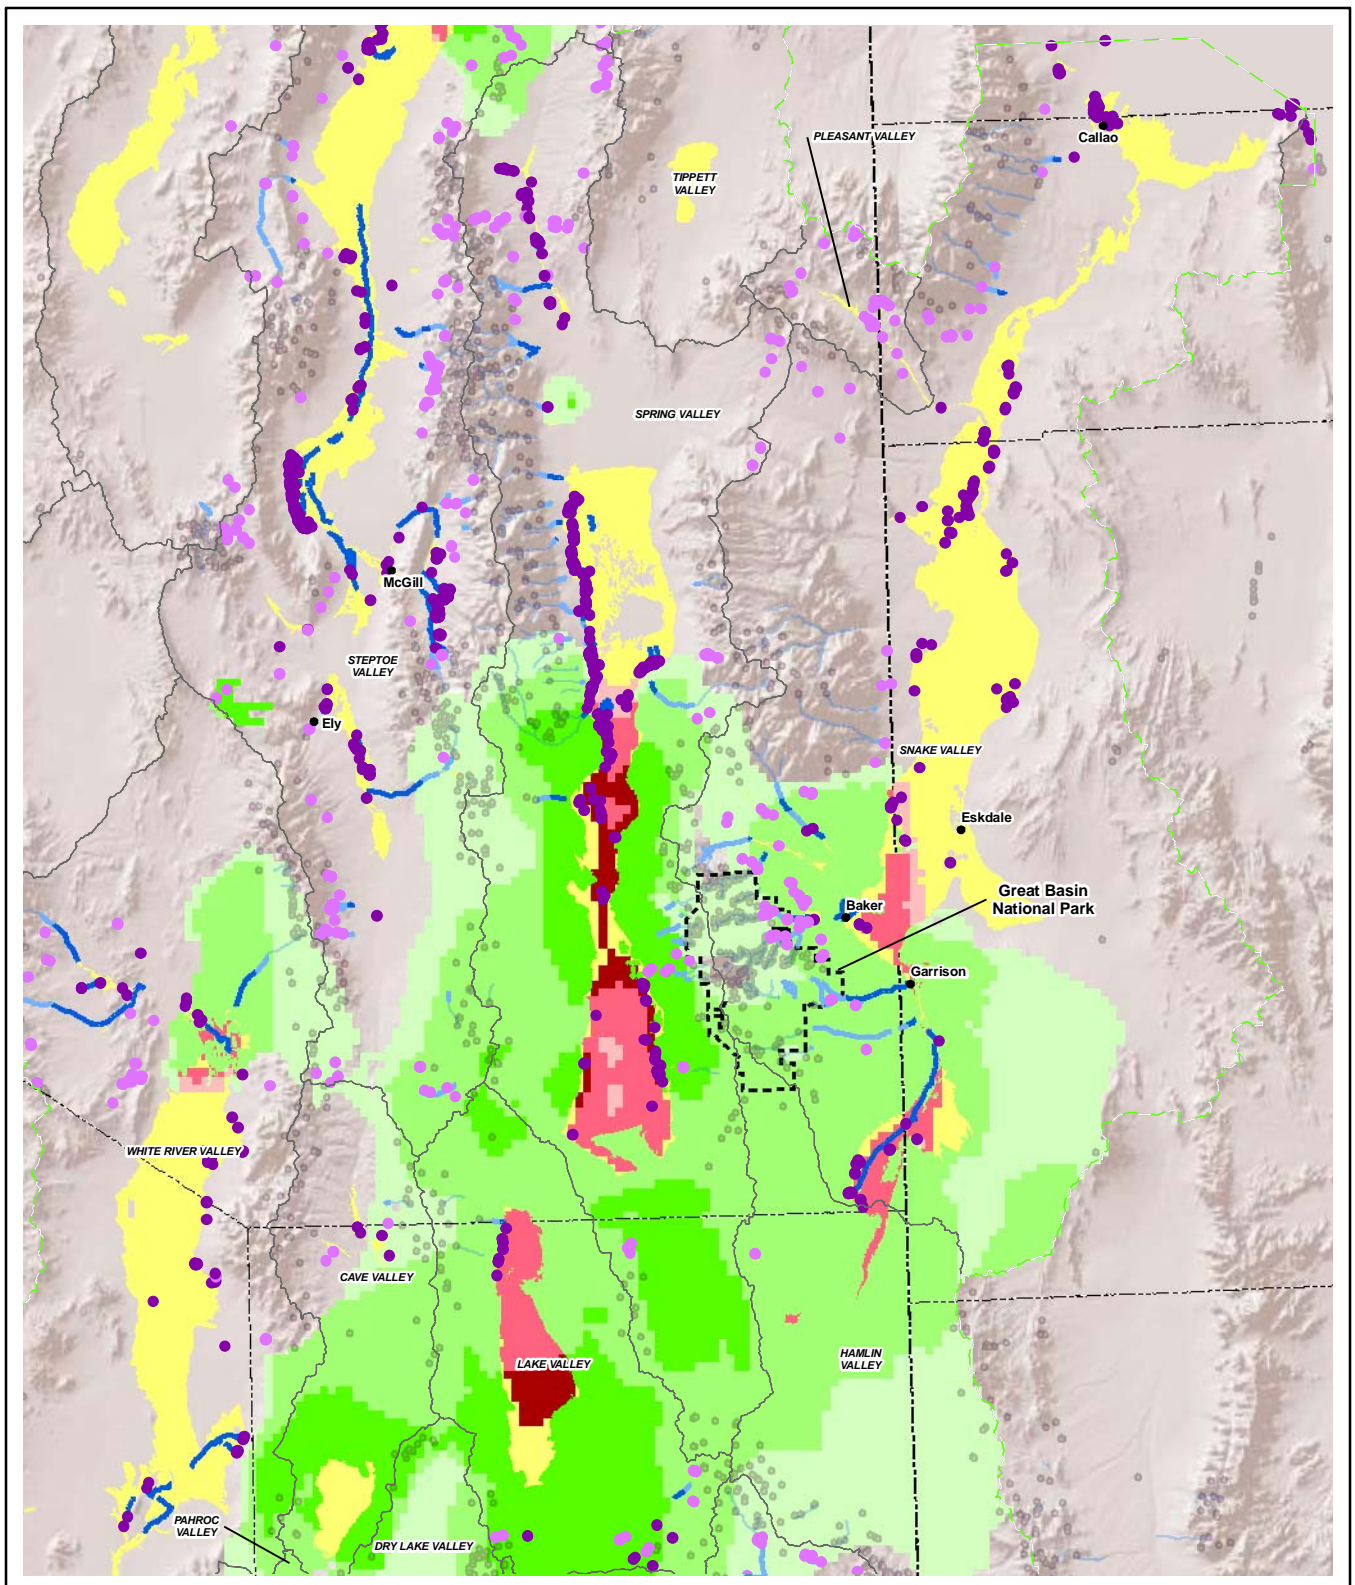 PLEASANT VALLEY
Callao
TIPPETT
VALLEY
SPRING VALLEY
McGill
STEPTOE
VALLEY
Ely
SNAKE VALLEY
Eskdale
Great Basin
National Park
Baker
Garrison
WHITE RIVER VALLEY
CAVE VALLEY
LAKE VALLEY
HAMLIN
VALLEY
PAHROC
VALLEY
DRY LAKE VALLEY